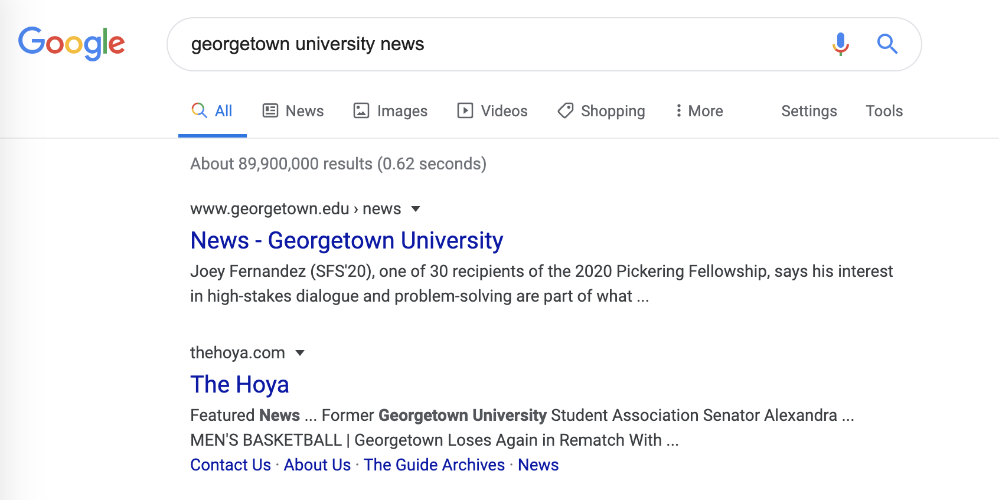 Google
georgetown university news
All News Images Videos Shopping More Settings Tools
About 89,900,000 results (0.62 seconds)
www.georgetown.edu › news
News - Georgetown University
Joey Fernandez (SFS'20), one of 30 recipients of the 2020 Pickering Fellowship, says his interest
in high-stakes dialogue and problem-solving are part of what ...
thehoya.com
The Hoya
Featured News ... Former Georgetown University Student Association Senator Alexandra ...
MEN'S BASKETBALL | Georgetown Loses Again in Rematch With ...
Contact Us · About Us · The Guide Archives · News